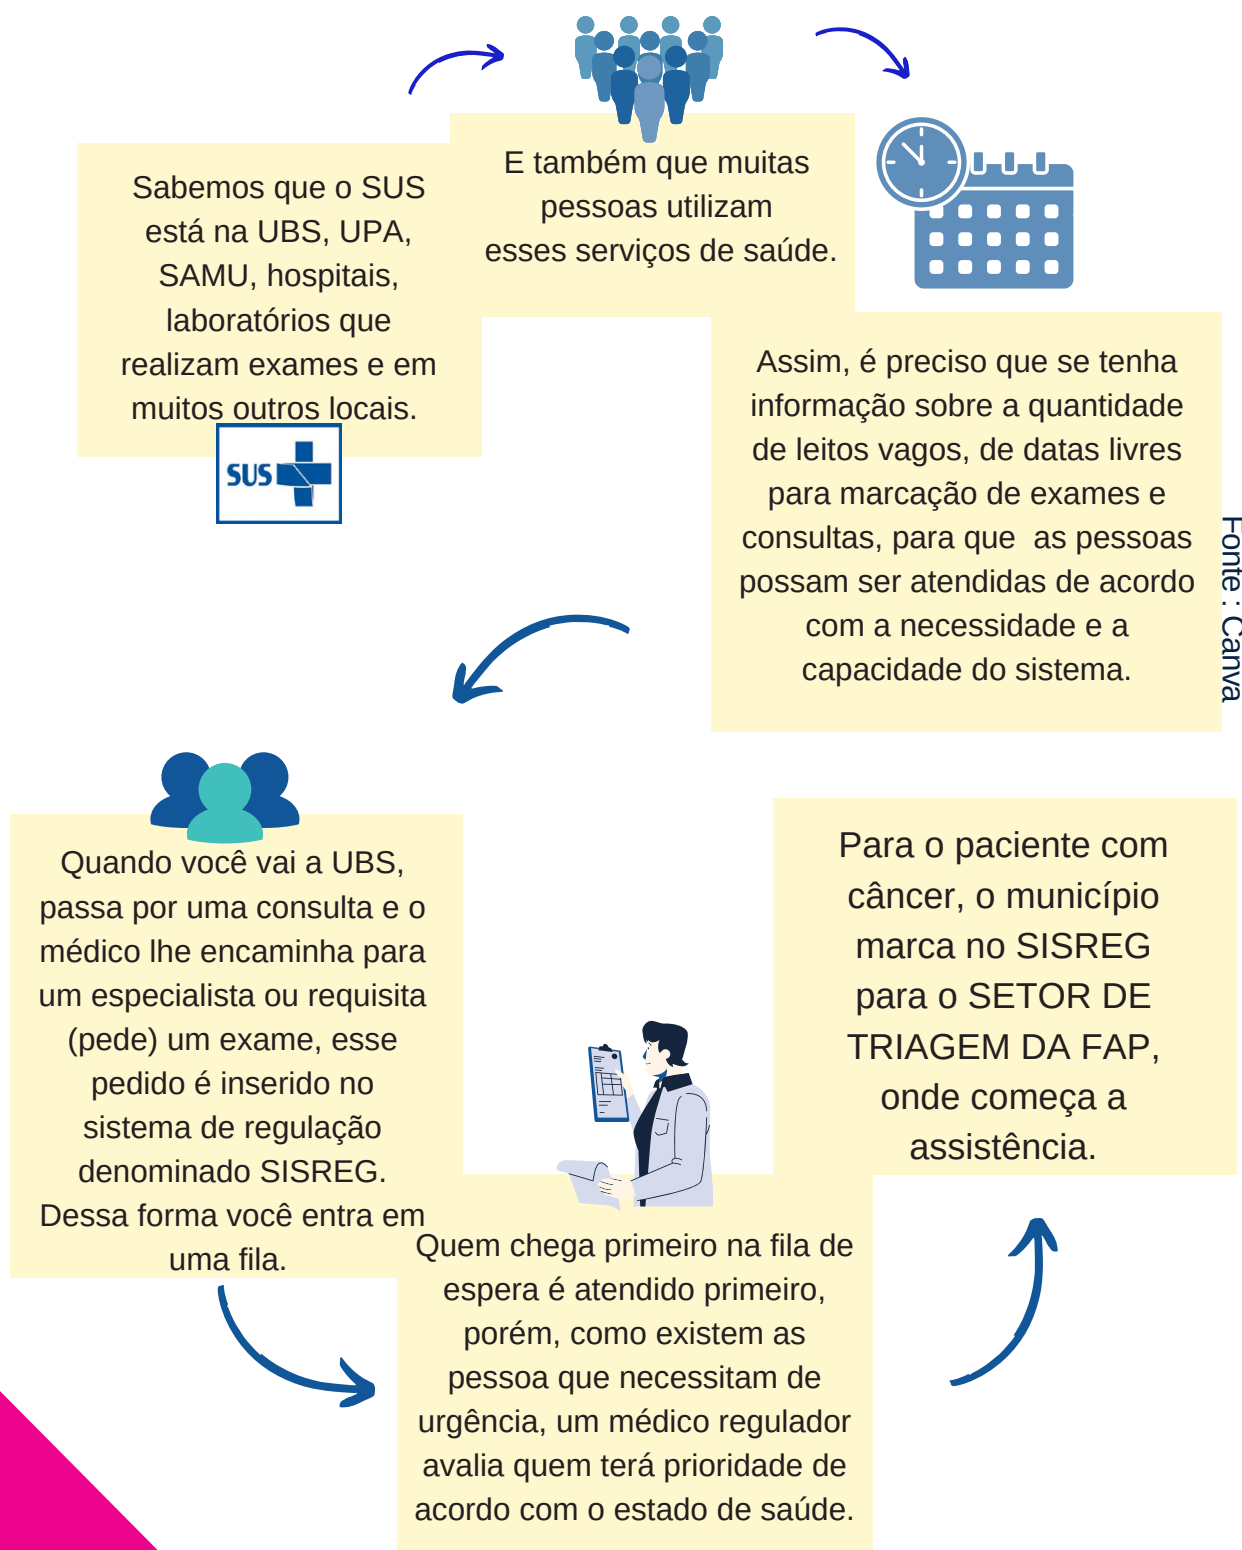 Sabemos que o SUS
está na UBS, UPA,
SAMU, hospitais,
laboratórios que
realizam exames e em
muitos outros locais.
SUS
E também que muitas
pessoas utilizam
esses serviços de saúde.
Assim, é preciso que se tenha
informação sobre a quantidade
de leitos vagos, de datas livres
para marcação de exames e
consultas, para que  as pessoas
possam ser atendidas de acordo
com a necessidade e a
capacidade do sistema.
Fonte : Canva
Quando você vai a UBS,
passa por uma consulta e o
médico lhe encaminha para
um especialista ou requisita
(pede) um exame, esse
pedido é inserido no
sistema de regulação
denominado SISREG.
Dessa forma você entra em
uma fila.
Quem chega primeiro na fila de
espera é atendido primeiro,
porém, como existem as
pessoa que necessitam de
urgência, um médico regulador
avalia quem terá prioridade de
acordo com o estado de saúde.
Para o paciente com
câncer, o município
marca no SISREG
para o SETOR DE
TRIAGEM DA FAP,
onde começa a
assistência.